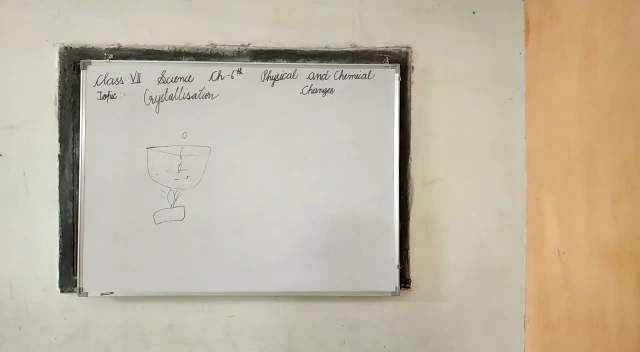 Class VII Science Ch-6th Physical and Chemical
Changes
Topic :- Crystallisation